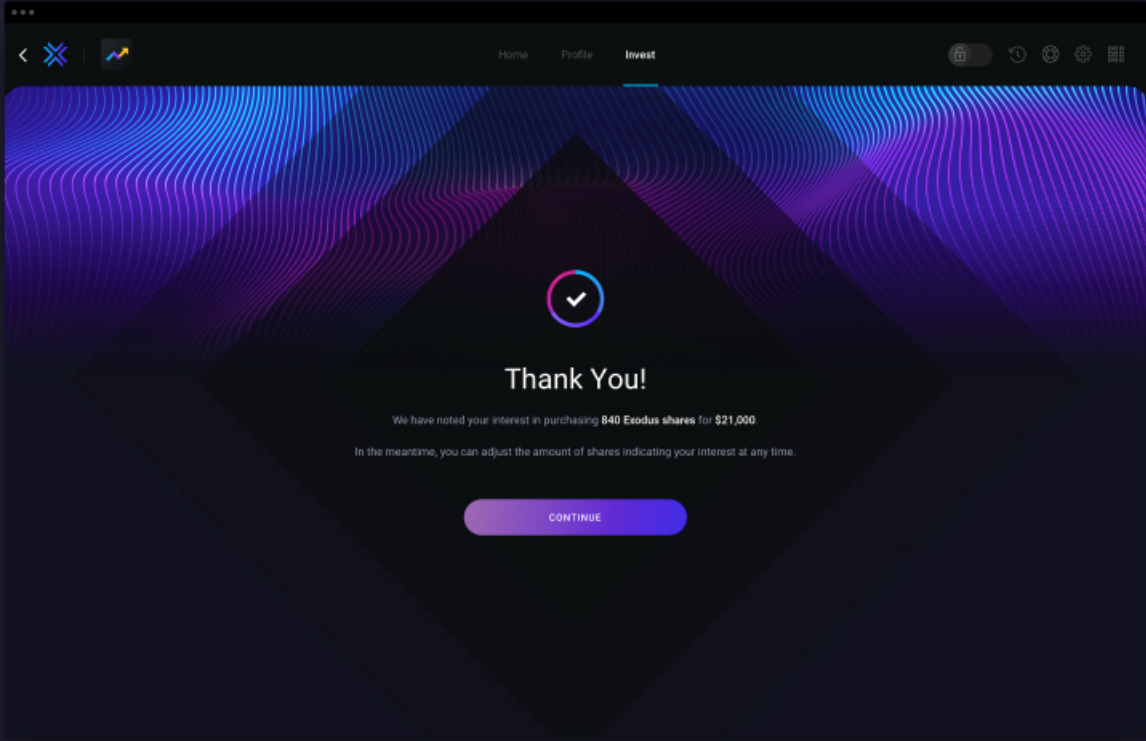 Home Profile Invest
Thank You!
We have noted your interest in purchasing 840 Exodus shares for $21,000.
In the meantime, you can adjust the amount of shares indicating your interest at any time.
CONTINUE